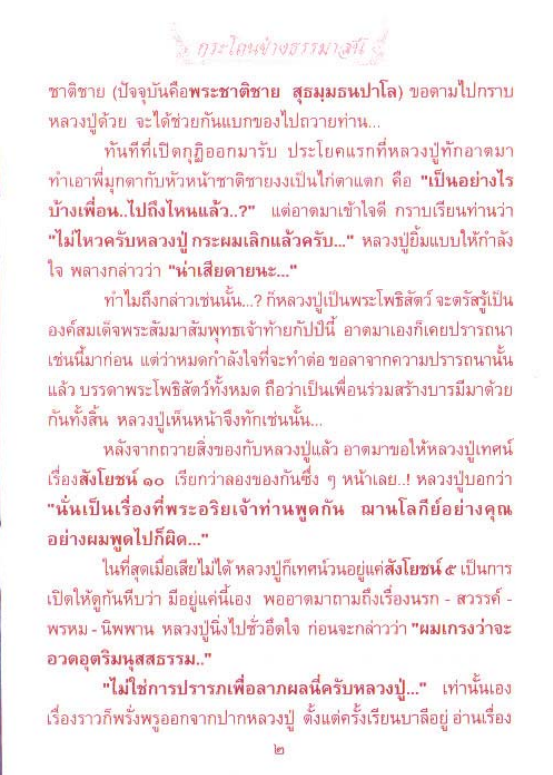 กระโถนข้างธรรมาสน์
ชาติชาย (ปัจจุบันคือพระชาติชาย สุธมฺมธนปาโล) ขอตามไปกราบ
หลวงปู่ด้วย จะได้ช่วยกันแบกของไปถวายท่าน...
ทันทีที่เปิดกุฏิออกมารับ ประโยคแรกที่หลวงปู่ทักอาตมา
ทำเอาพี่มุกดากับหัวหน้าชาติชายงงเป็นไก่ตาแตก คือ "เป็นอย่างไร
บ้างเพื่อน..ไปถึงไหนแล้ว..?" แต่อาตมาเข้าใจดี กราบเรียนท่านว่า
"ไม่ไหวครับหลวงปู่ กระผมเลิกแล้วครับ..." หลวงปู่ยิ้มแบบให้กำลัง
ใจ พลางกล่าวว่า "น่าเสียดายนะ..."
ทำไมถึงกล่าวเช่นนั้น...? ก็หลวงปู่เป็นพระโพธิสัตว์ จะตรัสรู้เป็น
องค์สมเด็จพระสัมมาสัมพุทธเจ้าท้ายกัปป์นี้ อาตมาเองก็เคยปรารถนา
เช่นนี้มาก่อน แต่ว่าหมดกำลังใจที่จะทำต่อ ขอลาจากความปรารถนานั้น
แล้ว บรรดาพระโพธิสัตว์ทั้งหมด ถือว่าเป็นเพื่อนร่วมสร้างบารมีมาด้วย
กันทั้งสิ้น หลวงปู่เห็นหน้าจึงทักเช่นนั้น...
หลังจากถวายสิ่งของกับหลวงปู่แล้ว อาตมาขอให้หลวงปู่เทศน์
เรื่องสังโยชน์ ๑๐ เรียกว่าลองของกันซึ่ง ๆ หน้าเลย..! หลวงปู่บอกว่า
"นั่นเป็นเรื่องที่พระอริยเจ้าท่านพูดกัน ฌานโลกีย์อย่างคุณ
อย่างผมพูดไปก็ผิด..."
ในที่สุดเมื่อเสียไม่ได้ หลวงปู่ก็เทศน์วนอยู่แค่สังโยชน์ ๕ เป็นการ
เปิดให้ดูก้นหีบว่า มีอยู่แค่นี้เอง พออาตมาถามถึงเรื่องนรก - สวรรค์ -
พรหม - นิพพาน หลวงปู่นิ่งไปชั่วอึดใจ ก่อนจะกล่าวว่า "ผมเกรงว่าจะ
อวดอุตริมนุสสธรรม.."
"ไม่ใช่การปรารภเพื่อลาภผลนี่ครับหลวงปู่..." เท่านั้นเอง
เรื่องราวก็พรั่งพรูออกจากปากหลวงปู่ ตั้งแต่ครั้งเรียนบาลีอยู่ อ่านเรื่อง
๒